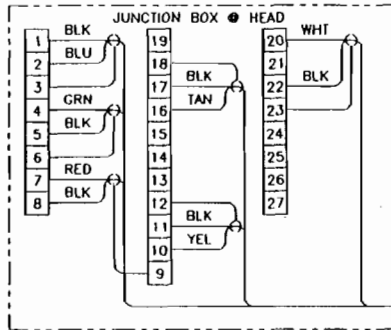 JUNCTION BOX @ HEAD
1 BLK
2 BLU
3
4 GRN
5 BLK
6
7 RED
8 BLK
19
18
17 BLK
16 TAN
15
14
13
12
11 BLK
10 YEL
9
20 WHT
21
22 BLK
23
24
25
26
27